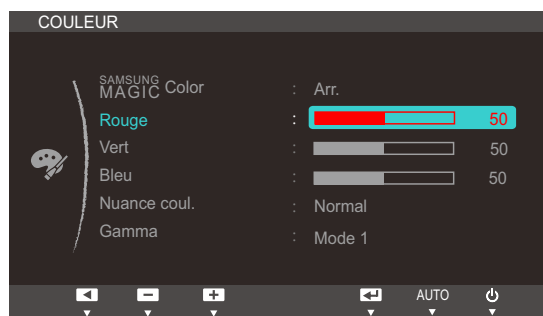 COULEUR
SAMSUNG MAGIC Color : Arr.
Rouge : 50
Vert : 50
Bleu : 50
Nuance coul. : Normal
Gamma : Mode 1
AUTO